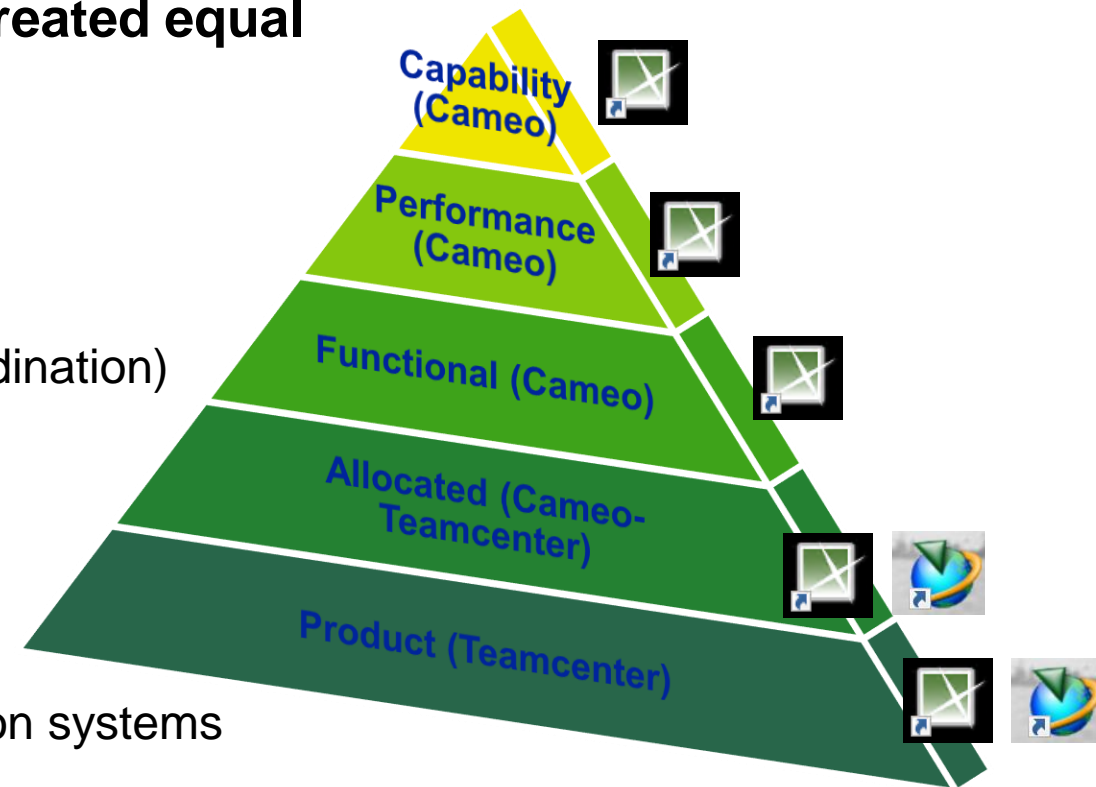 reated equal
Capability
(Cameo)
Performance
(Cameo)
Functional (Cameo)
dination)
Allocated (Cameo-
Teamcenter)
Product (Teamcenter)
on systems